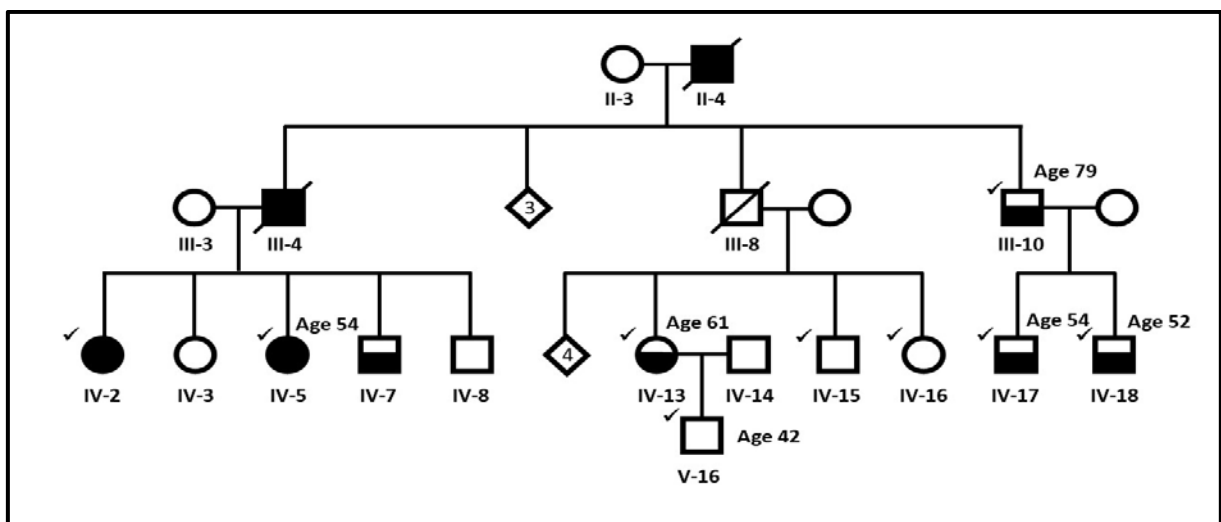 II-3 II-4
Age 79
3
III-3 III-4 III-8 III-10
Age 54 Age 61 Age 54 Age 52
4
IV-2 IV-3 IV-5 IV-7 IV-8 IV-13 IV-14 IV-15 IV-16 IV-17 IV-18
Age 42
V-16